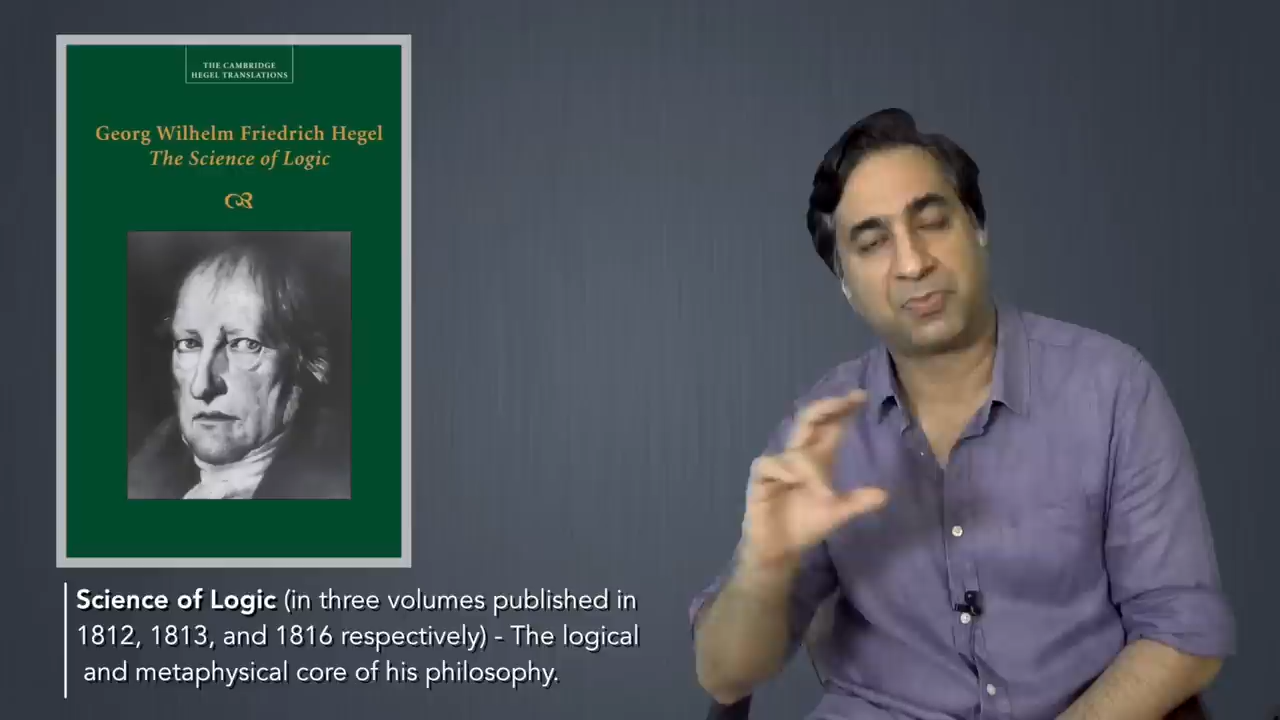 THE CAMBRIDGE
HEGEL TRANSLATIONS
Georg Wilhelm Friedrich Hegel
The Science of Logic
Science of Logic (in three volumes published in
1812, 1813, and 1816 respectively) - The logical
and metaphysical core of his philosophy.